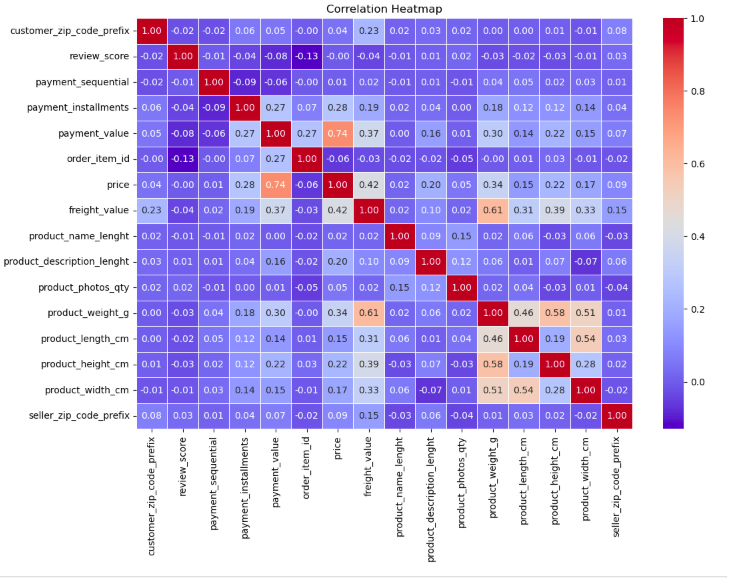 Correlation Heatmap
customer_zip_code_prefix 1.00 -0.02 -0.02 0.06 0.05 -0.00 0.04 0.23 0.02 0.03 0.02 0.00 0.00 0.01 -0.01 0.08
review_score -0.02 1.00 -0.01 -0.04 -0.08 -0.13 -0.00 -0.04 -0.01 0.01 0.02 -0.03 -0.02 -0.03 -0.01 0.03
payment_sequential -0.02 -0.01 1.00 -0.09 -0.06 -0.00 0.01 0.02 -0.01 0.01 -0.01 0.04 0.05 0.02 0.03 0.01
payment_installments 0.06 -0.04 -0.09 1.00 0.27 0.07 0.28 0.19 0.02 0.04 0.00 0.18 0.12 0.12 0.14 0.04
payment_value 0.05 -0.08 -0.06 0.27 1.00 0.27 0.74 0.37 0.00 0.16 0.01 0.30 0.14 0.22 0.15 0.07
order_item_id -0.00 -0.13 -0.00 0.07 0.27 1.00 -0.06 -0.03 -0.02 -0.02 -0.05 -0.00 0.01 0.03 -0.01 -0.02
price 0.04 -0.00 0.01 0.28 0.74 -0.06 1.00 0.42 0.02 0.20 0.05 0.34 0.15 0.22 0.17 0.09
freight_value 0.23 -0.04 0.02 0.19 0.37 -0.03 0.42 1.00 0.02 0.10 0.02 0.61 0.31 0.39 0.33 0.15
product_name_lenght 0.02 -0.01 -0.01 0.02 0.00 -0.02 0.02 0.02 1.00 0.09 0.15 0.02 0.06 -0.03 0.06 -0.03
product_description_lenght 0.03 0.01 0.01 0.04 0.16 -0.02 0.20 0.10 0.09 1.00 0.12 0.06 0.01 0.07 -0.07 0.06
product_photos_qty 0.02 0.02 -0.01 0.00 0.01 -0.05 0.05 0.02 0.15 0.12 1.00 0.02 0.04 -0.03 0.01 -0.04
product_weight_g 0.00 -0.03 0.04 0.18 0.30 -0.00 0.34 0.61 0.02 0.06 0.02 1.00 0.46 0.58 0.51 0.01
product_length_cm 0.00 -0.02 0.05 0.12 0.14 0.01 0.15 0.31 0.06 0.01 0.04 0.46 1.00 0.19 0.54 0.03
product_height_cm 0.01 -0.03 0.02 0.12 0.22 0.03 0.22 0.39 -0.03 0.07 -0.03 0.58 0.19 1.00 0.28 0.02
product_width_cm -0.01 -0.01 0.03 0.14 0.15 -0.01 0.17 0.33 0.06 -0.07 0.01 0.51 0.54 0.28 1.00 -0.02
seller_zip_code_prefix 0.08 0.03 0.01 0.04 0.07 -0.02 0.09 0.15 -0.03 0.06 -0.04 0.01 0.03 0.02 -0.02 1.00
customer_zip_code_prefix
review_score
payment_sequential
payment_installments
payment_value
order_item_id
price
freight_value
product_name_lenght
product_description_lenght
product_photos_qty
product_weight_g
product_length_cm
product_height_cm
product_width_cm
seller_zip_code_prefix
1.0
0.8
0.6
0.4
0.2
0.0